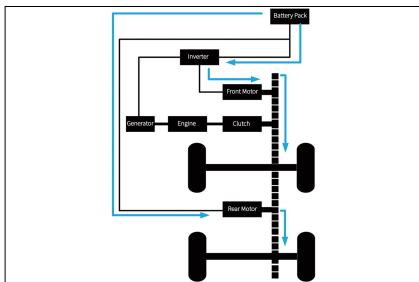 Battery Pack
Inverter
Front Motor
Generator
Engine
Clutch
Rear Motor